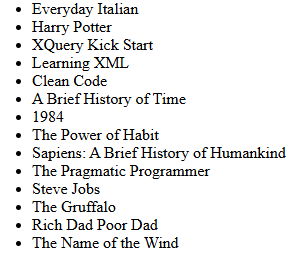 Everyday Italian
Harry Potter
XQuery Kick Start
Learning XML
Clean Code
A Brief History of Time
1984
The Power of Habit
Sapiens: A Brief History of Humankind
The Pragmatic Programmer
Steve Jobs
The Gruffalo
Rich Dad Poor Dad
The Name of the Wind